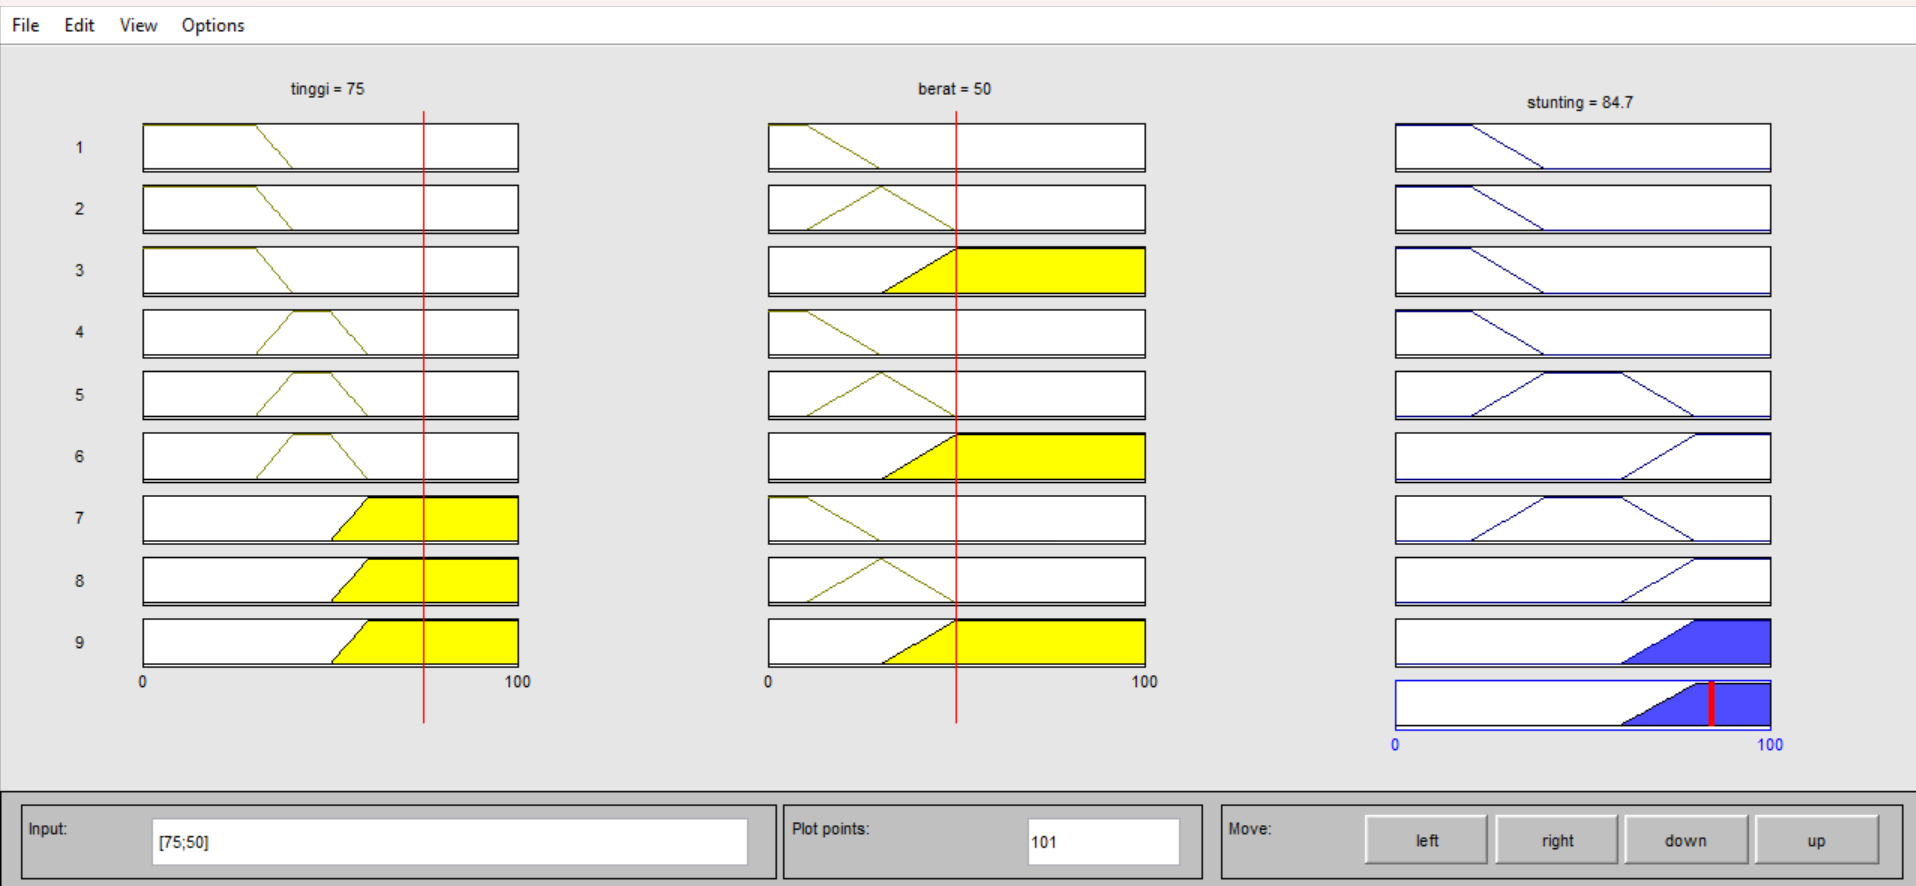 File Edit View Options
tinggi = 75
berat = 50
stunting = 84.7
1
2
3
4
5
6
7
8
9
0 100
0 100
0 100
Input: [75;50]
Plot points: 101
Move: left right down up